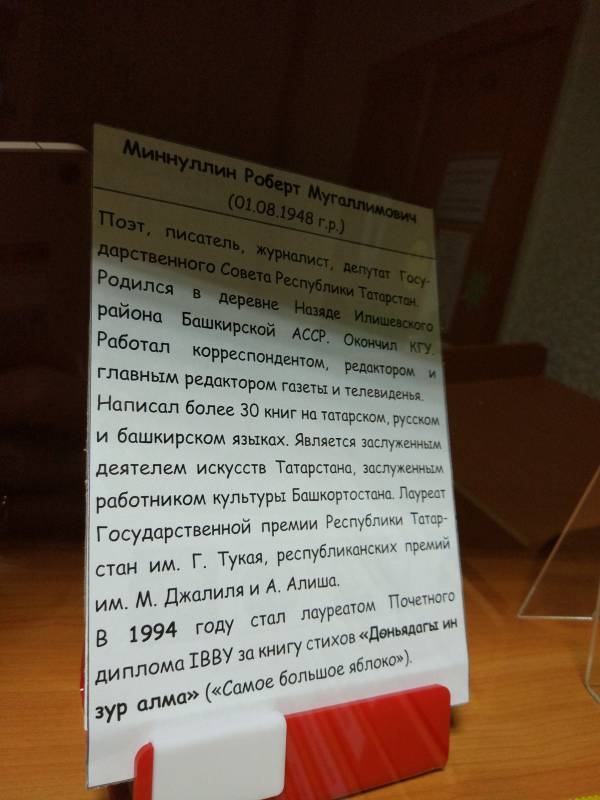 Миннуллин Роберт Мугаллимович
(01.08.1948 г.р.)
Поэт, писатель, журналист, депутат Госу-
дарственного Совета Республики Татарстан.
Родился в деревне Назяде Илишевского
района Башкирской АССР. Окончил КГУ.
Работал корреспондентом, редактором и
главным редактором газеты и телевиденья.
Написал более 30 книг на татарском, русском
и башкирском языках. Является заслуженным
деятелем искусств Татарстана, заслуженным
работником культуры Башкортостана. Лауреат
Государственной премии Республики Татар-
стан им. Г. Тукая, республиканских премий
им. М. Джалиля и А. Алиша.
В 1994 году стал лауреатом Почетного
диплома IBBY за книгу стихов «Дөньядагы ин
зур алма» («Самое большое яблоко»).